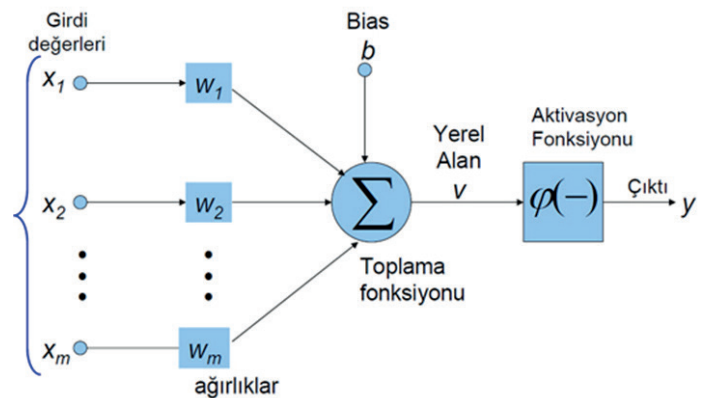 Girdi
değerleri
Bias
b
x1
w1
Yerel
Alan
v
Aktivasyon
Fonksiyonu
x2
w2
∑
φ(−)
Çıktı
y
Toplama
fonksiyonu
xm
wm
ağırlıklar